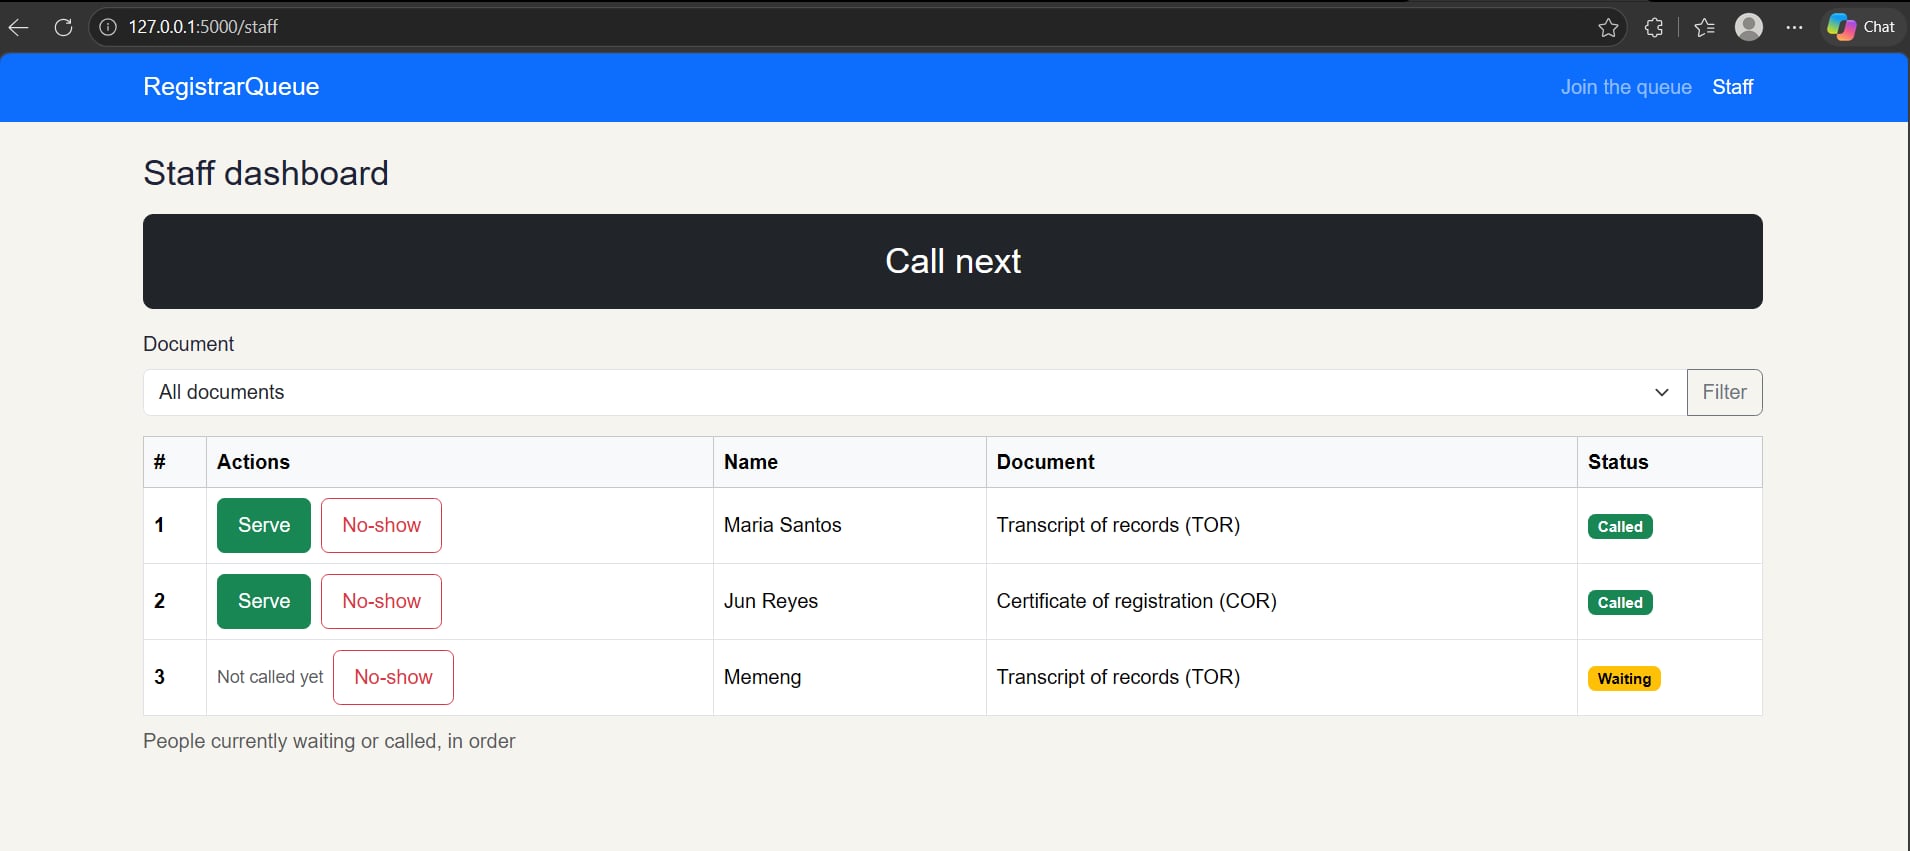 127.0.0.1:5000/staff
Chat
RegistrarQueue
Join the queue Staff
Staff dashboard
Call next
Document
All documents
Filter
# Actions Name Document Status
1 Serve No-show Maria Santos Transcript of records (TOR) Called
2 Serve No-show Jun Reyes Certificate of registration (COR) Called
3 Not called yet No-show Memeng Transcript of records (TOR) Waiting
People currently waiting or called, in order